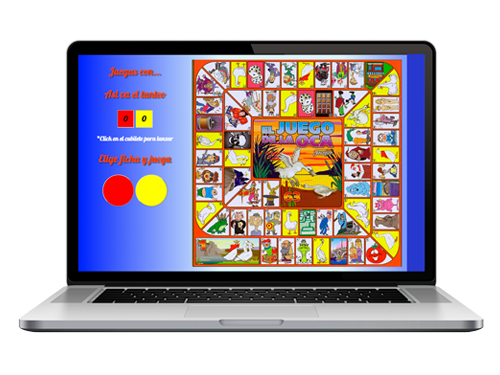 Juegas con...
Así va el tanteo
0 0
*Click en el cubilete para lanzar
Elige ficha y juega
EL JUEGO
DE LA OCA